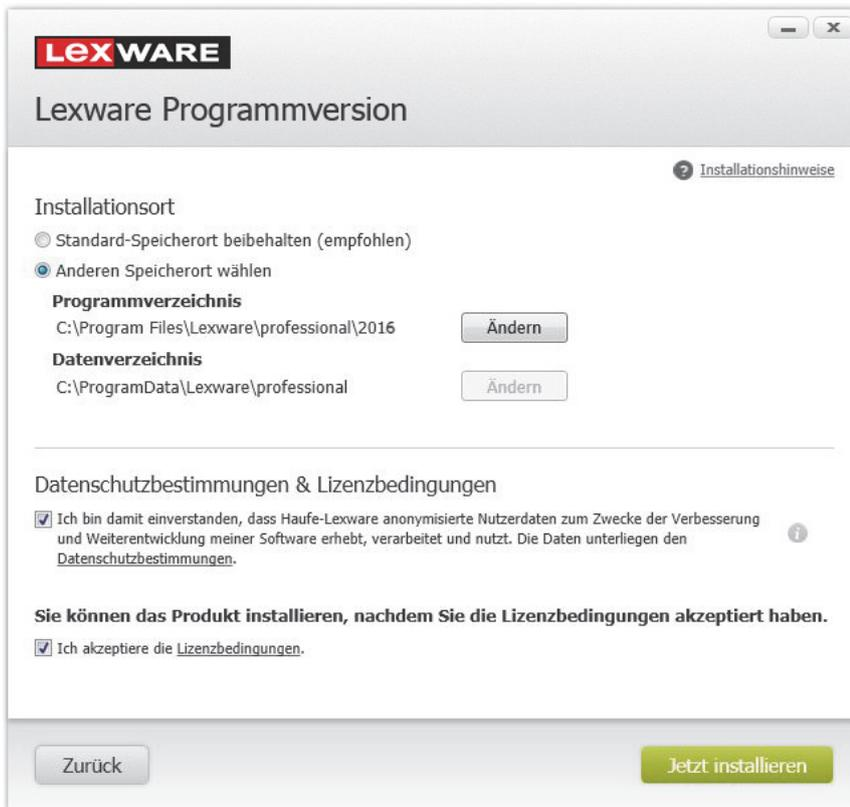 LEXWARE
Lexware Programmversion
? Installationshinweise
Installationsort
Standard-Speicherort beibehalten (empfohlen)
Anderen Speicherort wählen
Programmverzeichnis
C:\Program Files\Lexware\professional\2016 Ändern
Datenverzeichnis
C:\ProgramData\Lexware\professional Ändern
Datenschutzbestimmungen & Lizenzbedingungen
Ich bin damit einverstanden, dass Haufe-Lexware anonymisierte Nutzerdaten zum Zwecke der Verbesserung
und Weiterentwicklung meiner Software erhebt, verarbeitet und nutzt. Die Daten unterliegen den
Datenschutzbestimmungen.
Sie können das Produkt installieren, nachdem Sie die Lizenzbedingungen akzeptiert haben.
Ich akzeptiere die Lizenzbedingungen.
Zurück Jetzt installieren